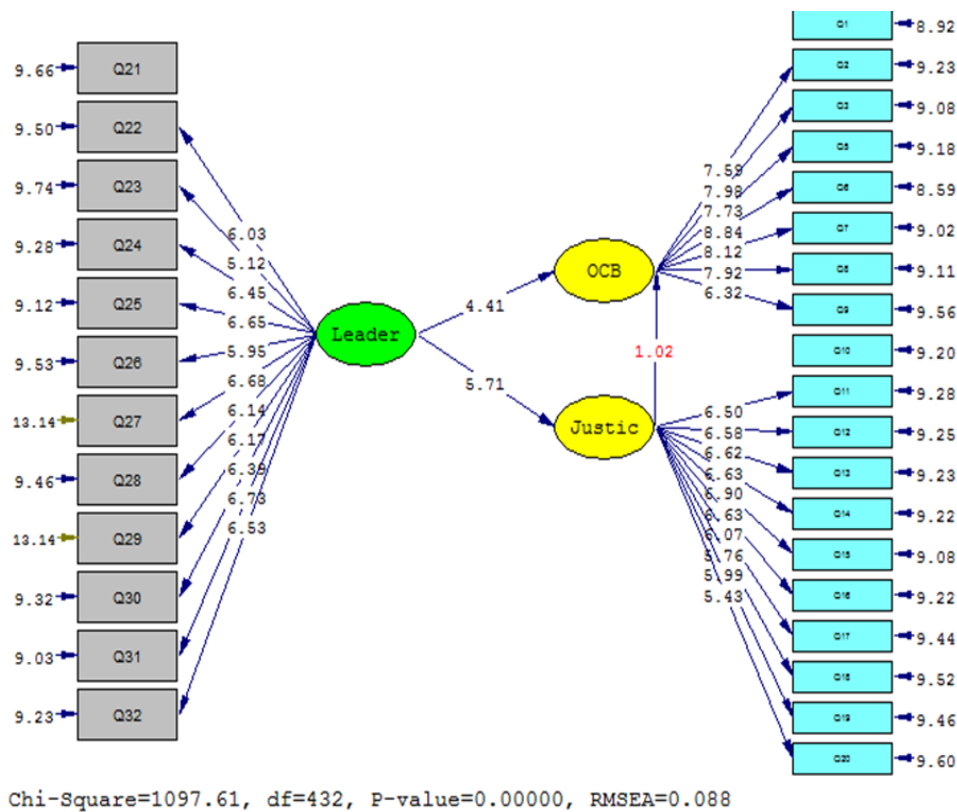 Q1
8.92
9.66
Q21
Q2
9.23
9.50
Q22
Q3
9.08
Q5
9.18
9.74
Q23
7.59
7.98
Q6
8.59
9.28
Q24
6.03
7.73
8.84
Q7
9.02
5.12
8.12
6.45
OCB
7.92
Q8
9.11
9.12
Q25
6.65
4.41
6.32
Q9
9.56
Leader
9.53
Q26
5.95
1.02
Q10
9.20
6.68
5.71
Q11
9.28
13.14
Q27
6.14
6.50
6.17
Justic
6.58
Q12
9.25
6.62
9.46
Q28
6.39
6.63
Q13
9.23
6.73
6.90
Q14
9.22
6.53
6.63
13.14
Q29
6.07
Q15
9.08
5.76
5.99
9.32
Q30
5.43
Q16
9.22
Q17
9.44
9.03
Q31
Q18
9.52
9.23
Q32
Q19
9.46
Q20
9.60
Chi-Square=1097.61, df=432, P-value=0.00000, RMSEA=0.088